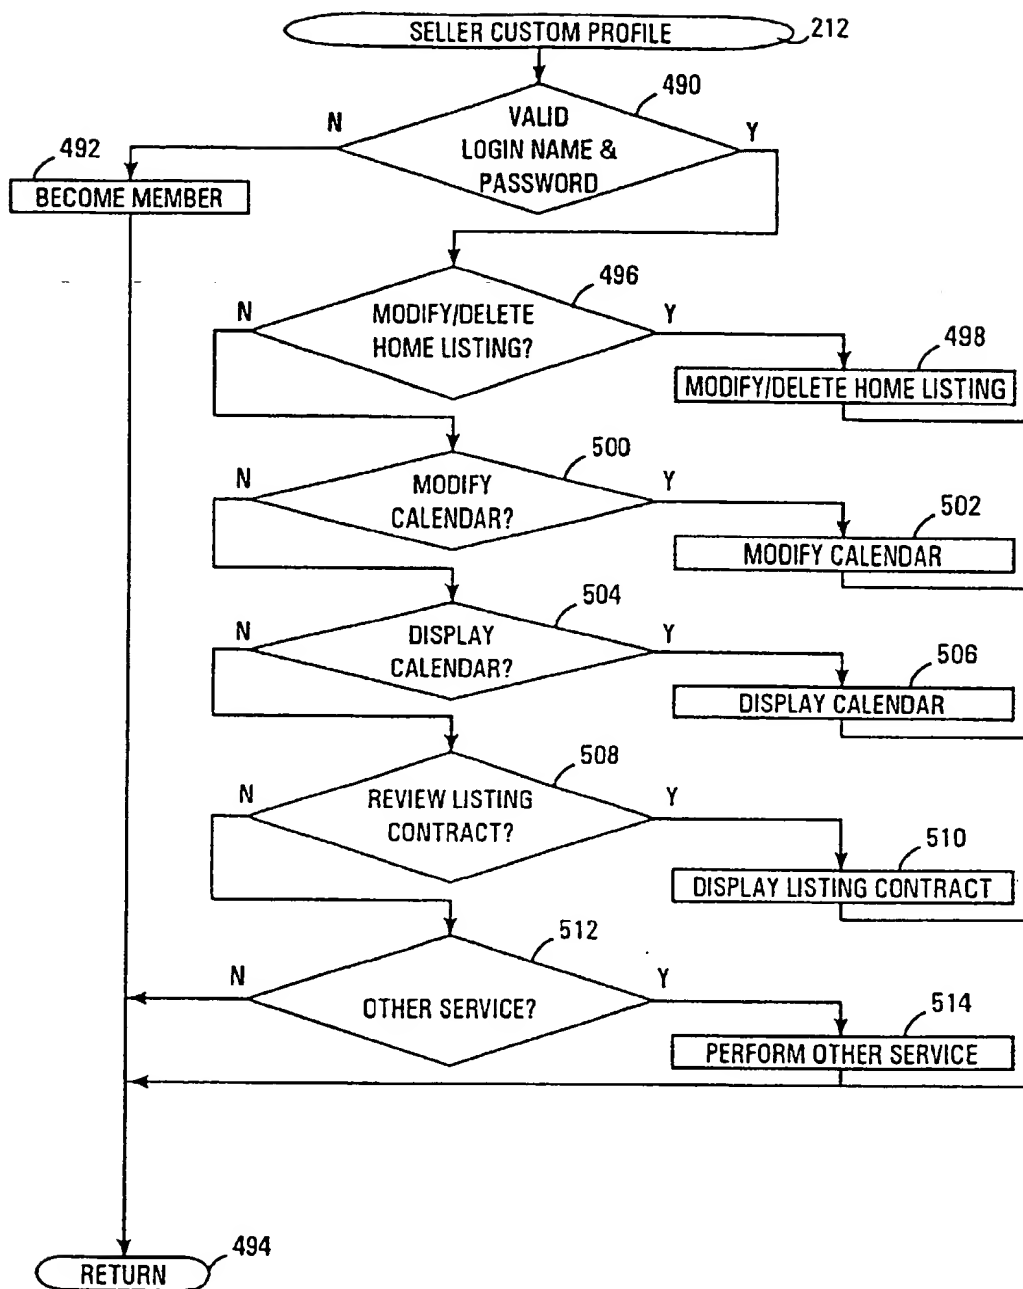 SELLER CUSTOM PROFILE
212
490
VALID
LOGIN NAME &
PASSWORD
N
Y
492
BECOME MEMBER
496
MODIFY/DELETE
HOME LISTING?
N
Y
498
MODIFY/DELETE HOME LISTING
500
MODIFY
CALENDAR?
N
Y
502
MODIFY CALENDAR
504
DISPLAY
CALENDAR?
N
Y
506
DISPLAY CALENDAR
508
REVIEW LISTING
CONTRACT?
N
Y
510
DISPLAY LISTING CONTRACT
512
OTHER SERVICE?
N
Y
514
PERFORM OTHER SERVICE
494
RETURN